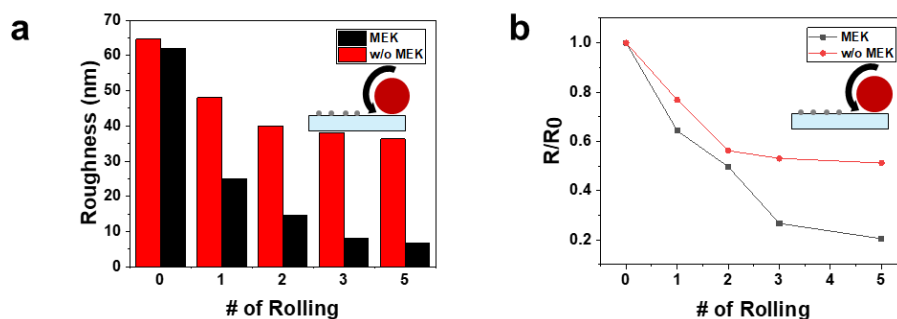 a
Roughness (nm)
70
60
50
40
30
20
10
0
MEK
w/o MEK
0 1 2 3 5
# of Rolling
b
R/R0
1.0
0.8
0.6
0.4
0.2
MEK
w/o MEK
0 1 2 3 4 5
# of Rolling